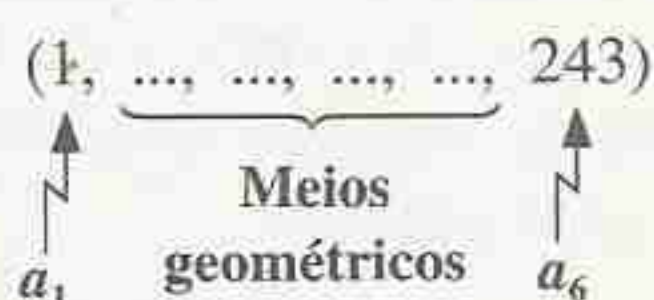 (1, ..., ..., ..., ..., 243)
Meios
geométricos
a₁ a₆